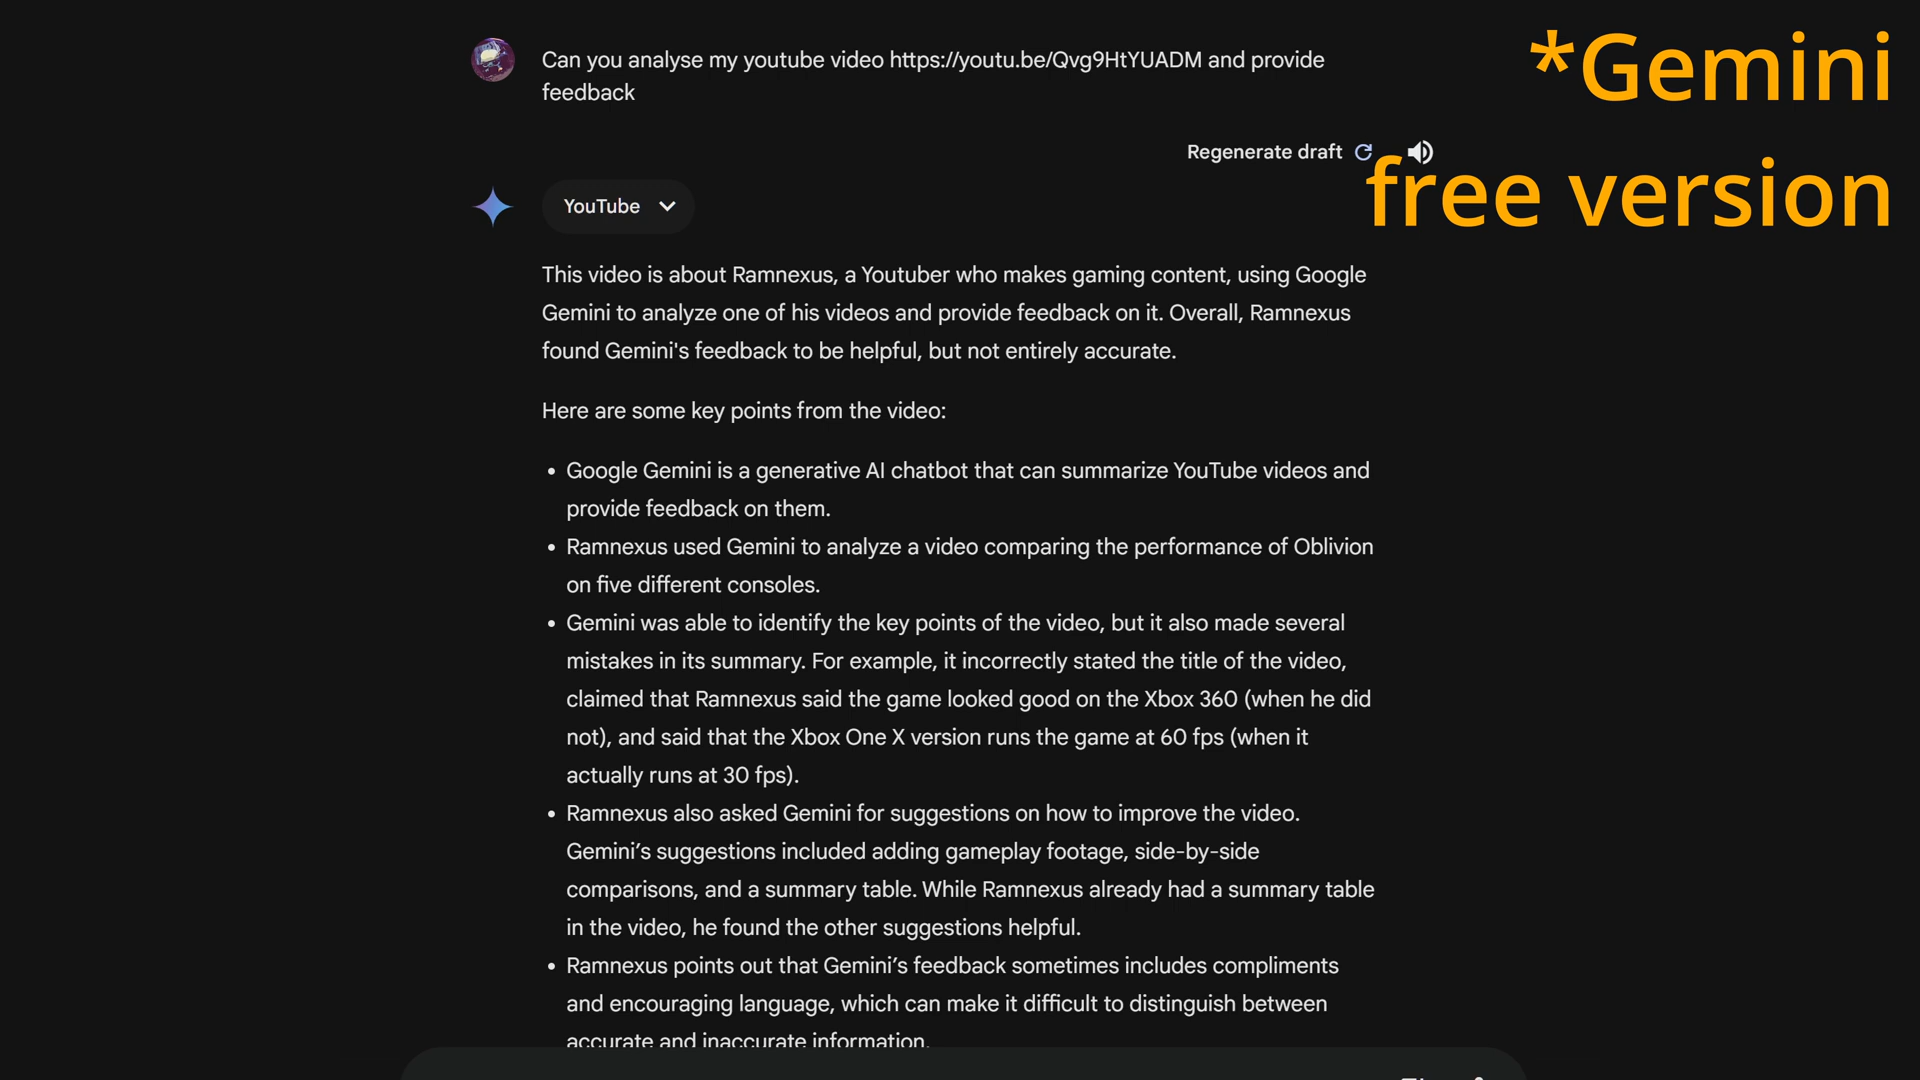 Can you analyse my youtube video https://youtu.be/Qvg9HtYUADM and provide
feedback
*Gemini
free version
Regenerate draft
YouTube
This video is about Ramnexus, a Youtuber who makes gaming content, using Google
Gemini to analyze one of his videos and provide feedback on it. Overall, Ramnexus
found Gemini's feedback to be helpful, but not entirely accurate.
Here are some key points from the video:
• Google Gemini is a generative AI chatbot that can summarize YouTube videos and
provide feedback on them.
• Ramnexus used Gemini to analyze a video comparing the performance of Oblivion
on five different consoles.
• Gemini was able to identify the key points of the video, but it also made several
mistakes in its summary. For example, it incorrectly stated the title of the video,
claimed that Ramnexus said the game looked good on the Xbox 360 (when he did
not), and said that the Xbox One X version runs the game at 60 fps (when it
actually runs at 30 fps).
• Ramnexus also asked Gemini for suggestions on how to improve the video.
Gemini’s suggestions included adding gameplay footage, side-by-side
comparisons, and a summary table. While Ramnexus already had a summary table
in the video, he found the other suggestions helpful.
• Ramnexus points out that Gemini’s feedback sometimes includes compliments
and encouraging language, which can make it difficult to distinguish between
accurate and inaccurate information.